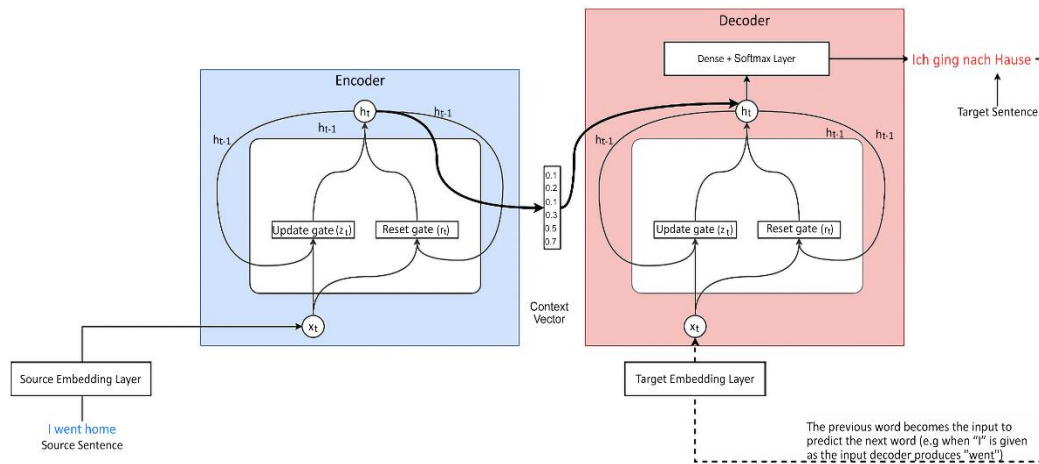 Decoder
Dense + Softmax Layer
Ich ging nach Hause
Target Sentence
Encoder
hₜ
hₜ₋₁
hₜ₋₁
hₜ₋₁
Update gate (zₜ)
Reset gate (rₜ)
xₜ
0.1
0.2
0.1
0.3
0.5
0.7
Context
Vector
hₜ
hₜ₋₁
hₜ₋₁
hₜ₋₁
Update gate (zₜ)
Reset gate (rₜ)
xₜ
Source Embedding Layer
I went home
Source Sentence
Target Embedding Layer
The previous word becomes the input to
predict the next word (e.g when “I” is given
as the input decoder produces "went")